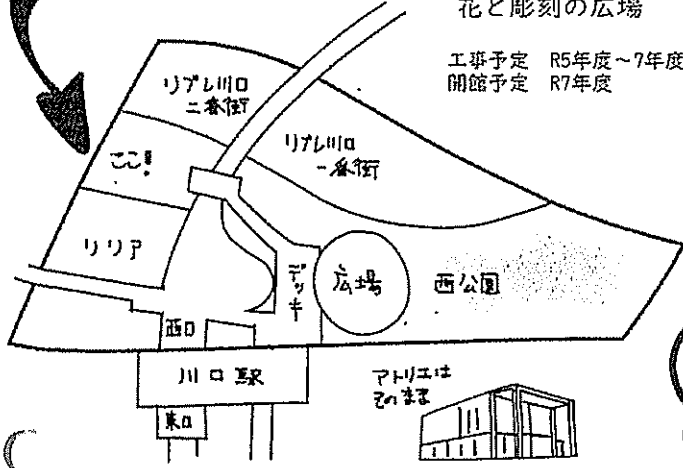 花と彫刻の広場
工事予定 R5年度～7年度
開館予定 R7年度
リプレ川口
二番街
ここ!
リプレ川口
一番街
リリア
デッキ
広場
西公園
西口
川口駅
東口
アトリエは
そのまま